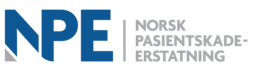 NPE
NORSK
PASIENTSKADE-
ERSTATNING